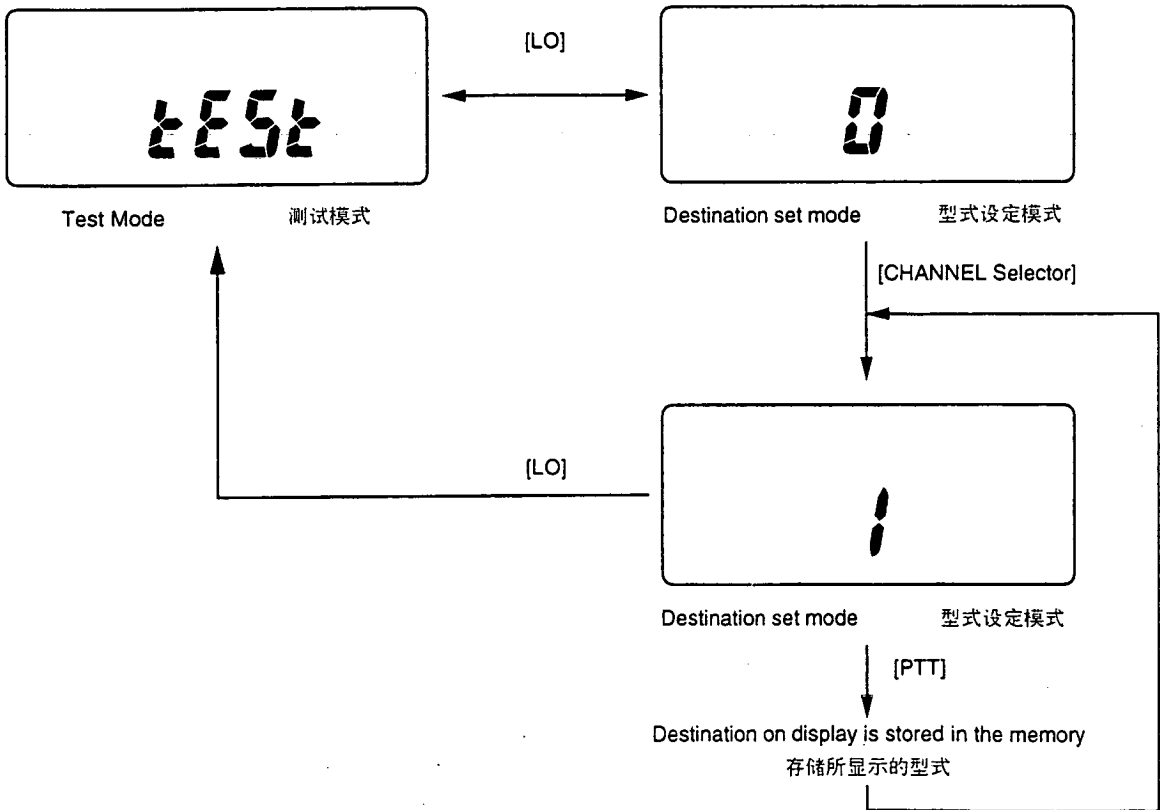 [LO]
tESt
0
Test Mode 测试模式
Destination set mode 型式设定模式
[CHANNEL Selector]
[LO]
1
Destination set mode 型式设定模式
[PTT]
Destination on display is stored in the memory
存储所显示的型式